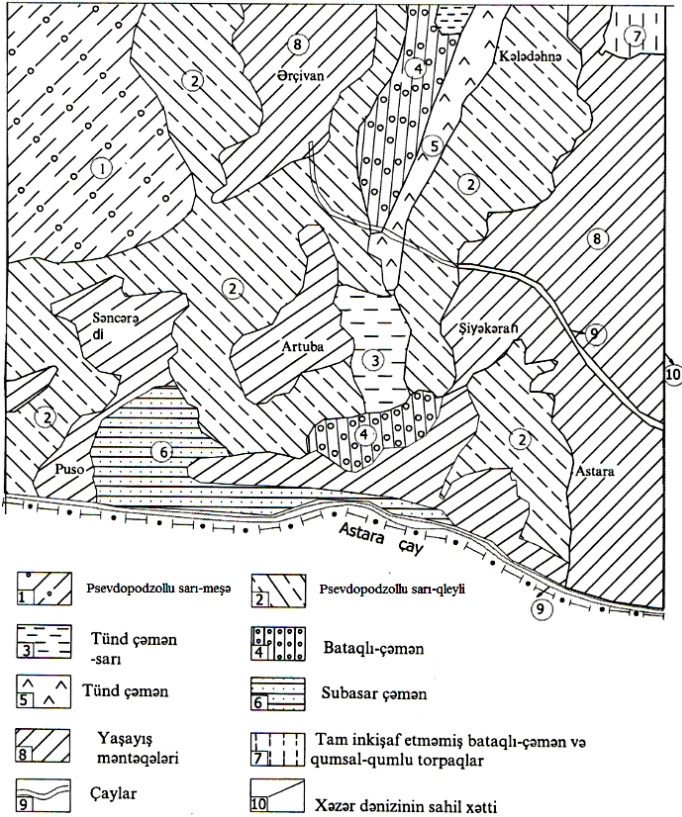 7
8
Ərçivan
2
4
Kələdəhnə
5
1
2
8
2
Səncərə
di
Şiyəkəran
9
Artuba
3
10
2
4
2
6
Puso
Astara
Astara çay
9
1 Psevdopodzollu sarı-meşə
2 Psevdopodzollu sarı-qleyli
3 Tünd çəmən
-sarı
4 Bataqlı-çəmən
5 Tünd çəmən
6 Subasar çəmən
8 Yaşayış
məntəqələri
7 Tam inkişaf etməmiş bataqlı-çəmən və
qumsal-qumlu torpaqlar
9 Çaylar
10 Xəzər dənizinin sahil xətti